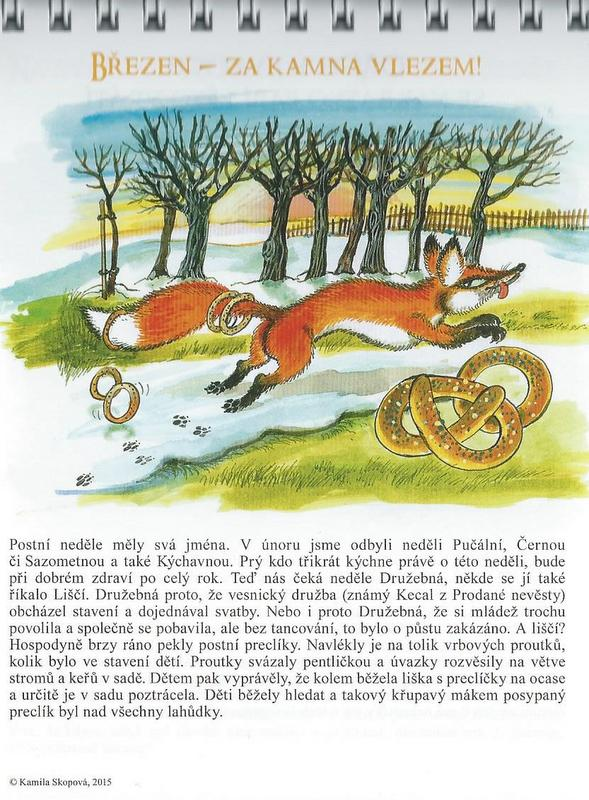 BŘEZEN – ZA KAMNA VLEZEM!
Postní neděle měly svá jména. V únoru jsme odbyli neděli Pučální, Černou
či Sazometnou a také Kýchavnou. Prý kdo třikrát kýchne právě o této neděli, bude
při dobrém zdraví po celý rok. Teď nás čeká neděle Družebná, někde se jí také
říkalo Liščí. Družebná proto, že vesnický družba (známý Kecal z Prodané nevěsty)
obcházel stavení a dojednával svatby. Nebo i proto Družebná, že si mládež trochu
povolila a společně se pobavila, ale bez tancování, to bylo o půstu zakázáno. A liščí?
Hospodyně brzy ráno pekly postní preclíky. Navlékly je na tolik vrbových proutků,
kolik bylo ve stavení dětí. Proutky svázaly pentličkou a úvazky rozvěsily na větve
stromů a keřů v sadě. Dětem pak vyprávěly, že kolem běžela liška s preclíčky na ocase
a určitě je v sadu poztrácela. Děti běžely hledat a takový křupavý mákem posypaný
preclík byl nad všechny lahůdky.
© Kamila Skopová, 2015